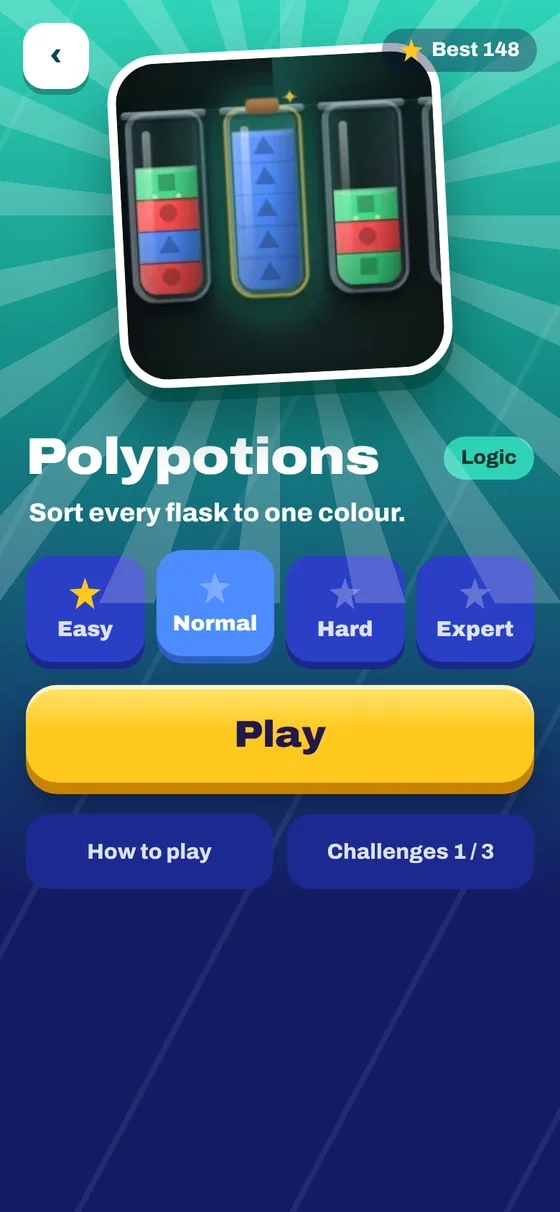 ‹
Best 148
Polypotions
Logic
Sort every flask to one colour.
Easy
Normal
Hard
Expert
Play
How to play
Challenges 1 / 3